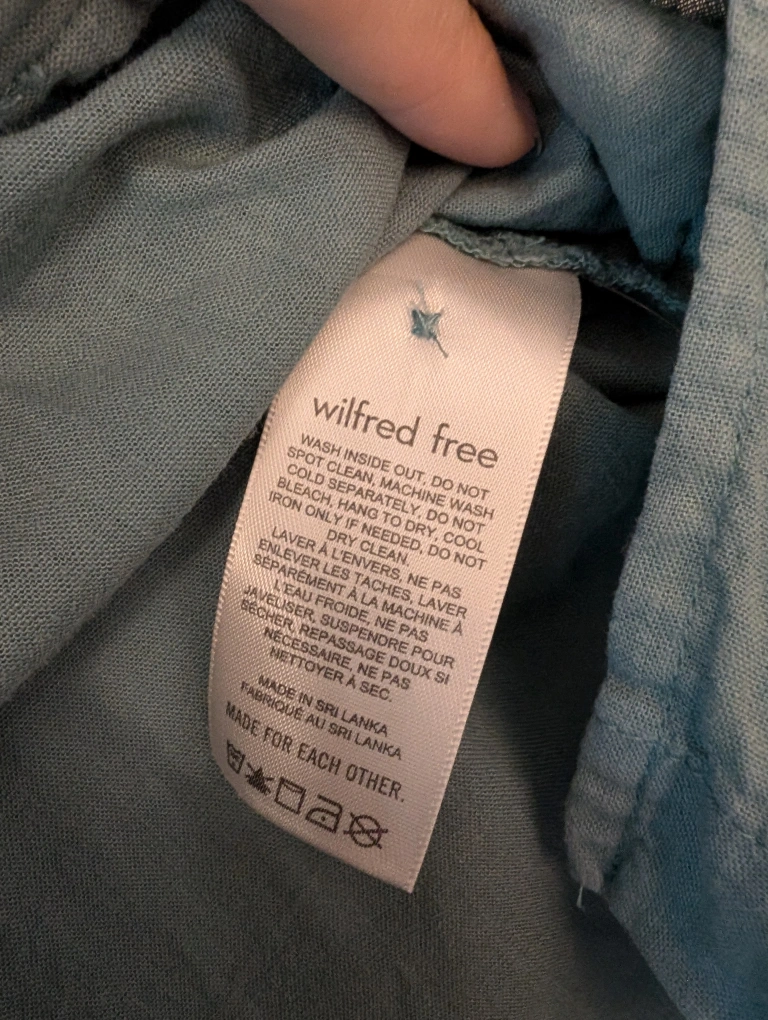 wilfred free
WASH INSIDE OUT, DO NOT
SPOT CLEAN, MACHINE WASH
COLD SEPARATELY, DO NOT
BLEACH, HANG TO DRY, COOL
IRON ONLY IF NEEDED, DO NOT
DRY CLEAN.
LAVER À L'ENVERS, NE PAS
ENLEVER LES TACHES, LAVER
SÉPARÉMENT À LA MACHINE À
L'EAU FROIDE, NE PAS
JAVELISER, SUSPENDRE POUR
SÉCHER, REPASSAGE DOUX SI
NÉCESSAIRE, NE PAS
NETTOYER À SEC.
MADE IN SRI LANKA
FABRIQUÉ AU SRI LANKA
MADE FOR EACH OTHER.